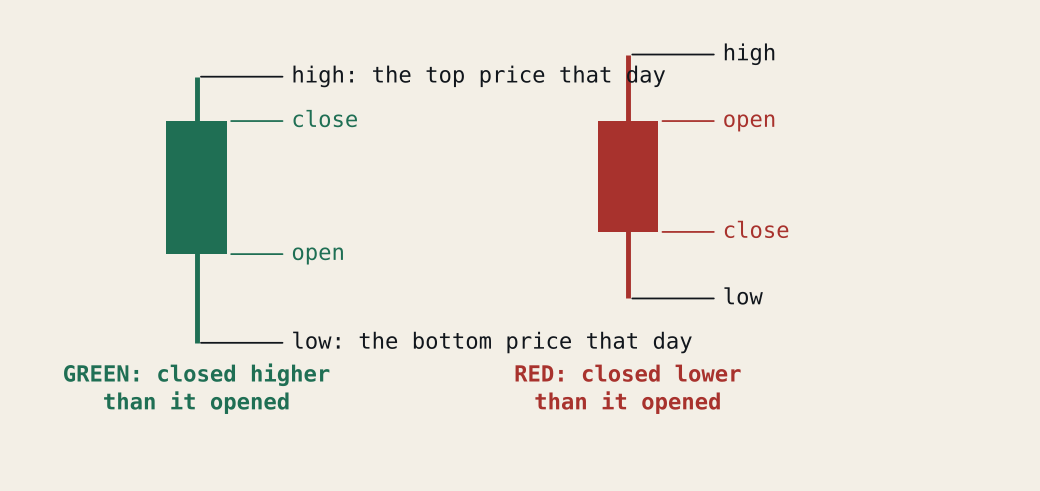 high
high: the top price that day
close
open
open
close
low
low: the bottom price that day
GREEN: closed higher
than it opened
RED: closed lower
than it opened